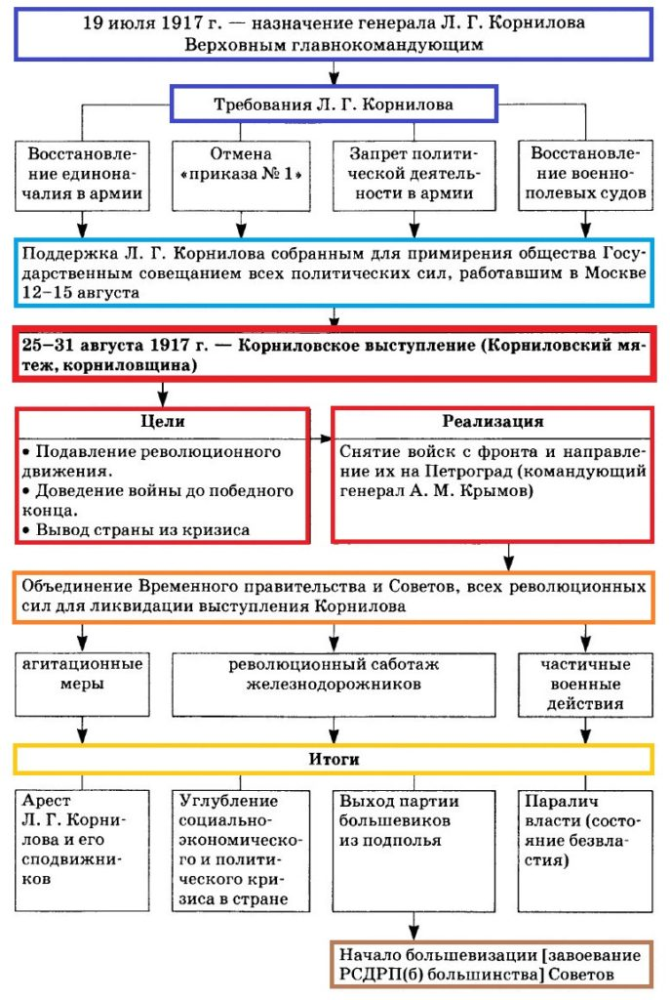 19 июля 1917 г. — назначение генерала Л. Г. Корнилова
Верховным главнокомандующим
Требования Л. Г. Корнилова
Восстановле-
ние единона-
чалия в армии
Отмена
«приказа № 1»
Запрет полити-
ческой деятель-
ности в армии
Восстановле-
ние военно-
полевых судов
Поддержка Л. Г. Корнилова собранным для примирения общества Госу-
дарственным совещанием всех политических сил, работавшим в Москве
12–15 августа
25–31 августа 1917 г. — Корниловское выступление (Корниловский мя-
теж, корниловщина)
Цели
• Подавление революционного
движения.
• Доведение войны до победного
конца.
• Вывод страны из кризиса
Реализация
Снятие войск с фронта и направле-
ние их на Петроград (командующий
генерал А. М. Крымов)
Объединение Временного правительства и Советов, всех революционных
сил для ликвидации выступления Корнилова
агитационные
меры
революционный саботаж
железнодорожников
частичные
военные
действия
Итоги
Арест
Л. Г. Корни-
лова и его
сподвижни-
ков
Углубление
социально-
экономическо-
го и полити-
ческого кри-
зиса в стране
Выход партии
большевиков
из подполья
Паралич
власти (состо-
яние безвла-
стия)
Начало большевизации [завоевание
РСДРП(б) большинства] Советов